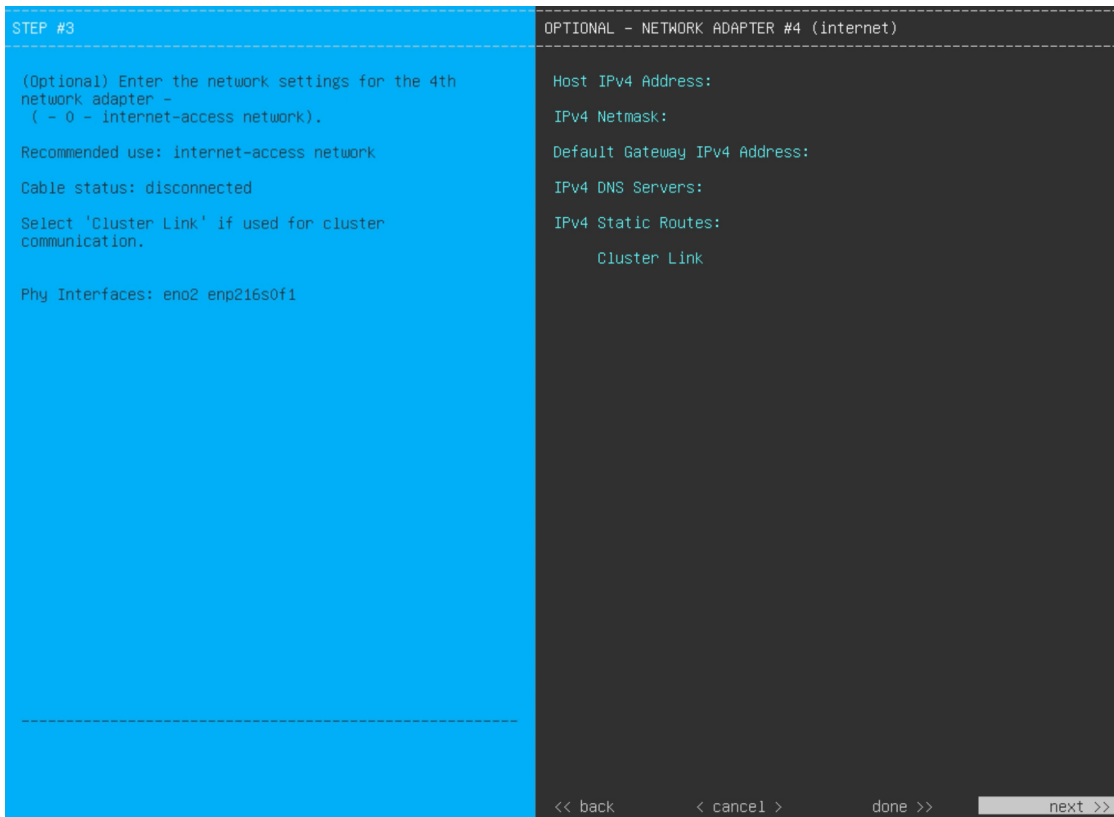 STEP #3
(Optional) Enter the network settings for the 4th
network adapter -
( - 0 - internet-access network).
Recommended use: internet-access network
Cable status: disconnected
Select 'Cluster Link' if used for cluster
communication.
Phy Interfaces: eno2 enp216s0f1
OPTIONAL - NETWORK ADAPTER #4 (internet)
Host IPv4 Address:
IPv4 Netmask:
Default Gateway IPv4 Address:
IPv4 DNS Servers:
IPv4 Static Routes:
Cluster Link
<< back < cancel > done >> next >>